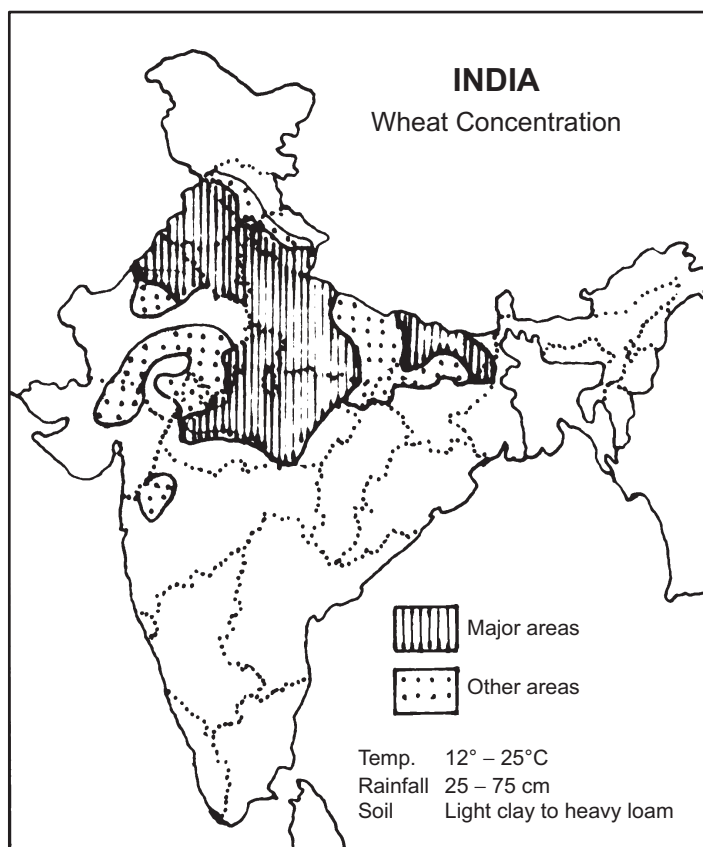 INDIA
Wheat Concentration
Major areas
Other areas
Temp. 12° – 25°C
Rainfall 25 – 75 cm
Soil Light clay to heavy loam